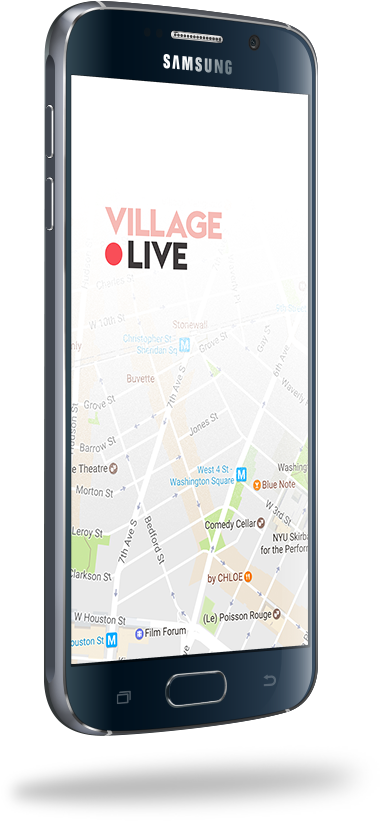 SAMSUNG
VILLAGE
LIVE
W 10th St
Stonewall
Christopher St -
Sheridan Sq
M
Grove St
Gay St
6th Ave
7th Ave S
Buvette
Waverly
Grove St
Jones St
Hudson St
Barrow St
e Theatre
West 4 St -
Washington Square
M
Washing
Morton St
Blue Note
W 3rd St
7th Ave S
Bedford St
Comedy Cellar
Leroy St
NYU Skirba
for the Perform
Clarkson St
by CHLOE
W Houston St
(Le) Poisson Rouge
ouston St
M
Film Forum